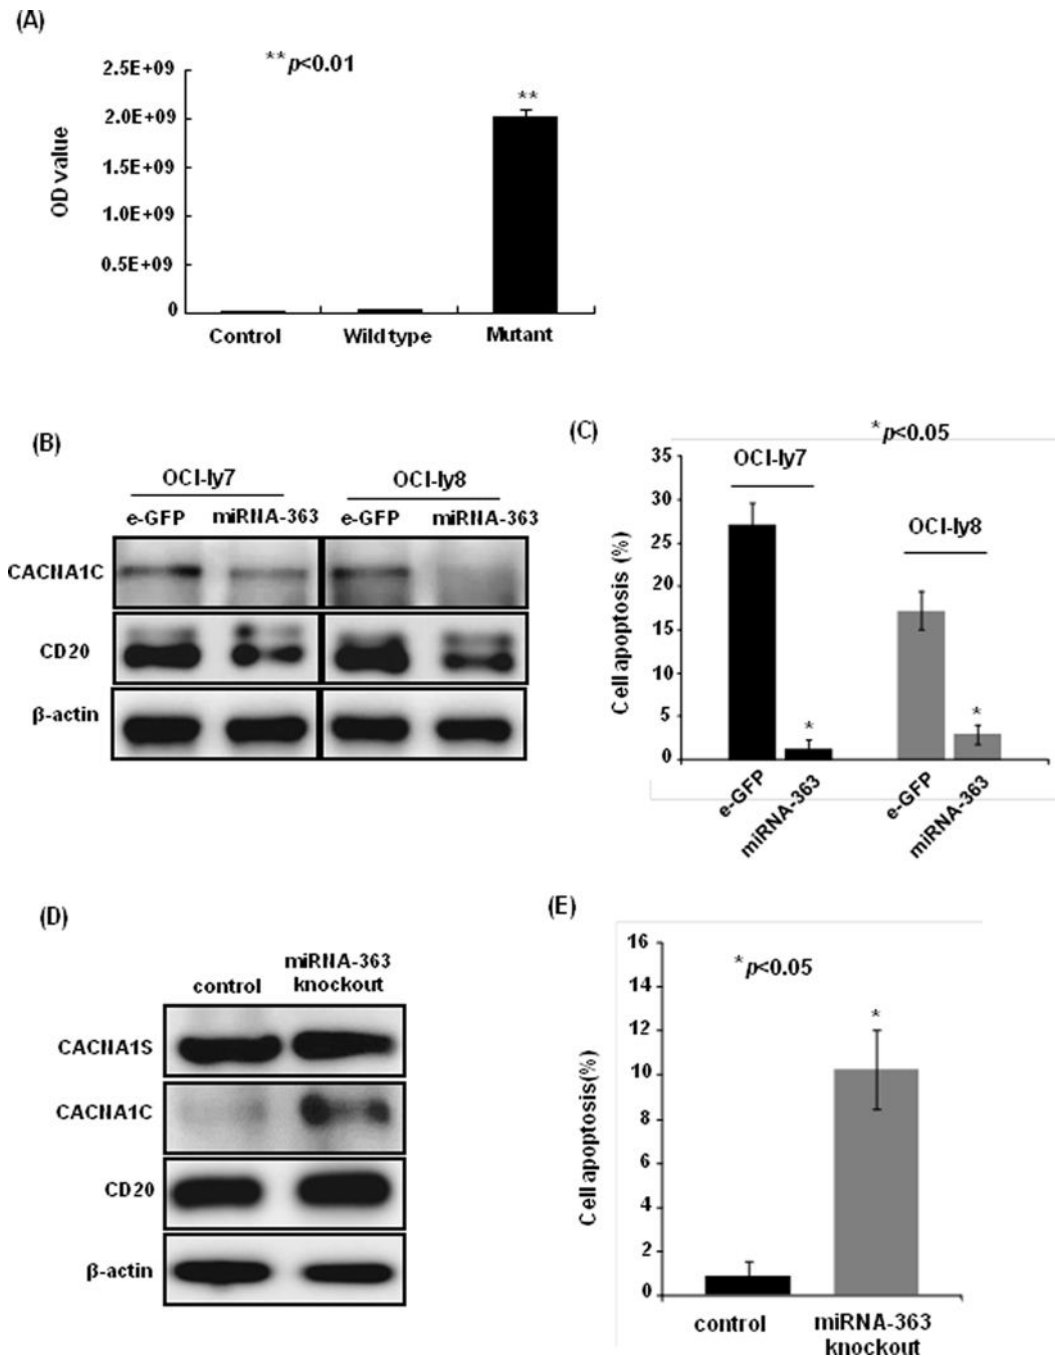 (A)
**p<0.01
2.5E+09
2.0E+09
1.5E+09
1.0E+09
0.5E+09
0
OD value
**
Control Wild type Mutant
(B)
OCI-ly7 OCI-ly8
e-GFP miRNA-363 e-GFP miRNA-363
CACNA1C
CD20
β-actin
(C)
*p<0.05
35
30
25
20
15
10
5
0
Cell apoptosis (%)
OCI-ly7
OCI-ly8
*
*
e-GFP miRNA-363 e-GFP miRNA-363
(D)
control miRNA-363
knockout
CACNA1S
CACNA1C
CD20
β-actin
(E)
16
14
12
10
8
6
4
2
0
Cell apoptosis(%)
*p<0.05
*
control miRNA-363
knockout